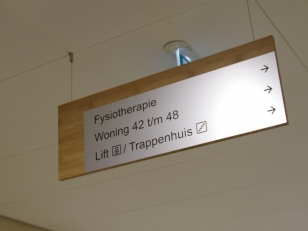 Fysiotherapie →
Woning 42 t/m 48 →
Lift / Trappenhuis →